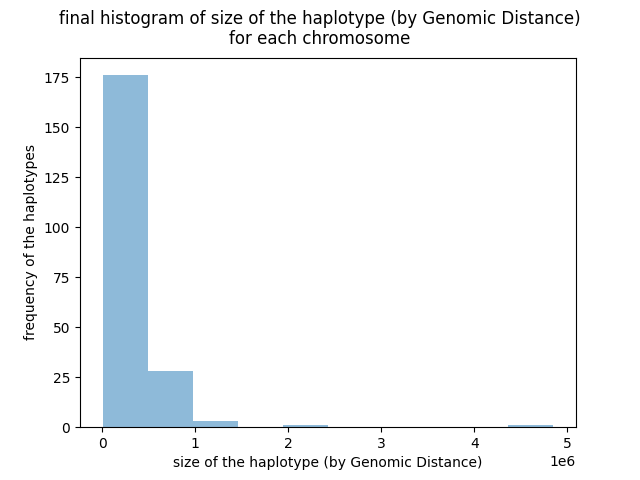 final histogram of size of the haplotype (by Genomic Distance)
for each chromosome
frequency of the haplotypes
175
150
125
100
75
50
25
0
0 1 2 3 4 5
1e6
size of the haplotype (by Genomic Distance)